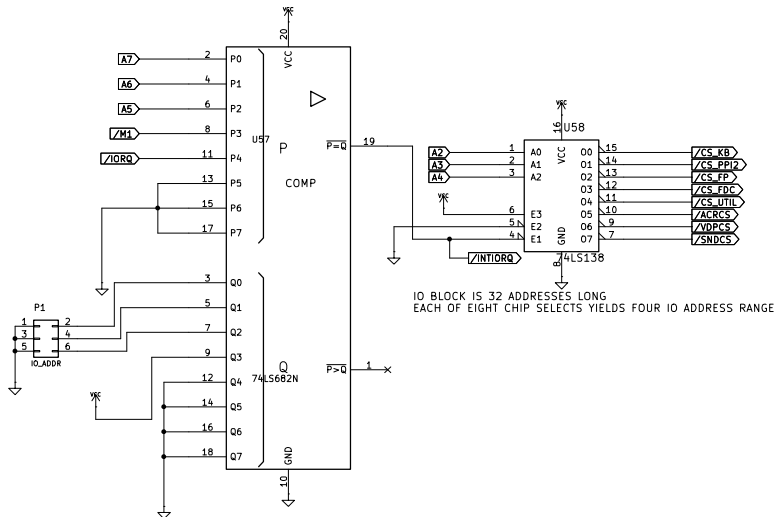 VCC
20
VCC
A7 2 P0
A6 4 P1
A5 6 P2
/M1 8 P3
/IORQ 11 P4
13 P5
15 P6
17 P7
U57
P
COMP
P=Q 19
3 Q0
5 Q1
7 Q2
9 Q3
12 Q4
14 Q5
16 Q6
18 Q7
Q
74LS682N
P>Q 1
GND
10
P1
1 2
3 4
5 6
IO_ADDR
VCC
VCC
16
U58
VCC
A2 1 A0 O0 15 /CS_KB
A3 2 A1 O1 14 /CS_PPI2
A4 3 A2 O2 13 /CS_FP
O3 12 /CS_FDC
O4 11 /CS_UTIL
VCC
6 E3 O5 10 /ACRCS
5 E2 O6 9 /VDPCS
4 E1 O7 7 /SNDCS
GND
8
74LS138
/INTIORQ
IO BLOCK IS 32 ADDRESSES LONG
EACH OF EIGHT CHIP SELECTS YIELDS FOUR IO ADDRESS RANGE